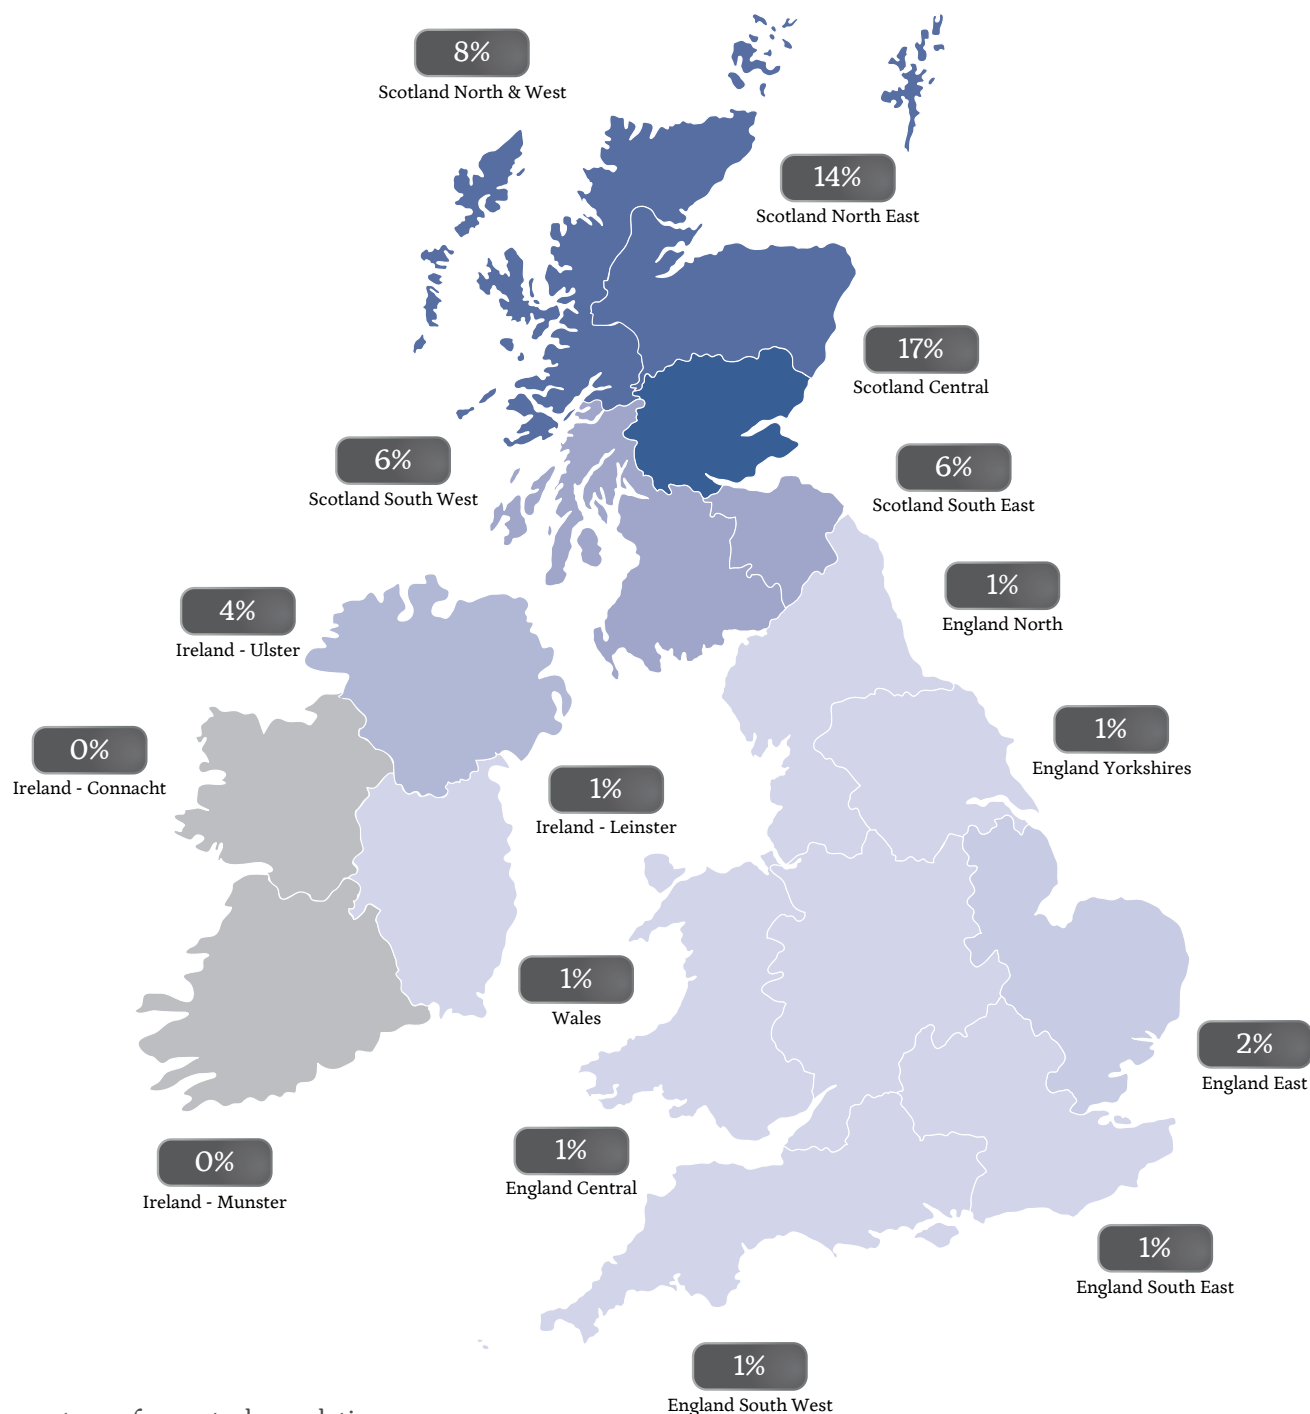 8%
Scotland North & West
14%
Scotland North East
17%
Scotland Central
6%
Scotland South West
6%
Scotland South East
1%
England North
4%
Ireland - Ulster
1%
England Yorkshires
0%
Ireland - Connacht
1%
Ireland - Leinster
1%
Wales
2%
England East
1%
England Central
0%
Ireland - Munster
1%
England South East
1%
England South West